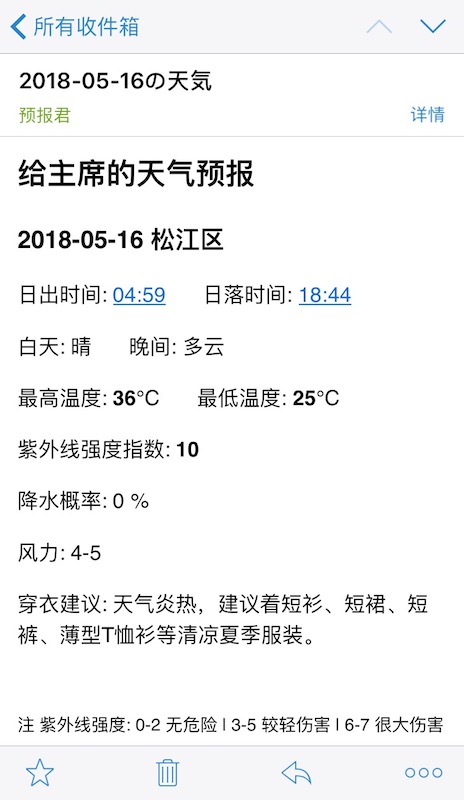 所有收件箱
2018-05-16の天気
预报君 详情
给主席的天气预报
2018-05-16 松江区
日出时间: 04:59 日落时间: 18:44
白天: 晴 晚间: 多云
最高温度: 36°C 最低温度: 25°C
紫外线强度指数: 10
降水概率: 0 %
风力: 4-5
穿衣建议: 天气炎热，建议着短衫、短裙、短
裤、薄型T恤衫等清凉夏季服装。
注 紫外线强度: 0-2 无危险 | 3-5 较轻伤害 | 6-7 很大伤害